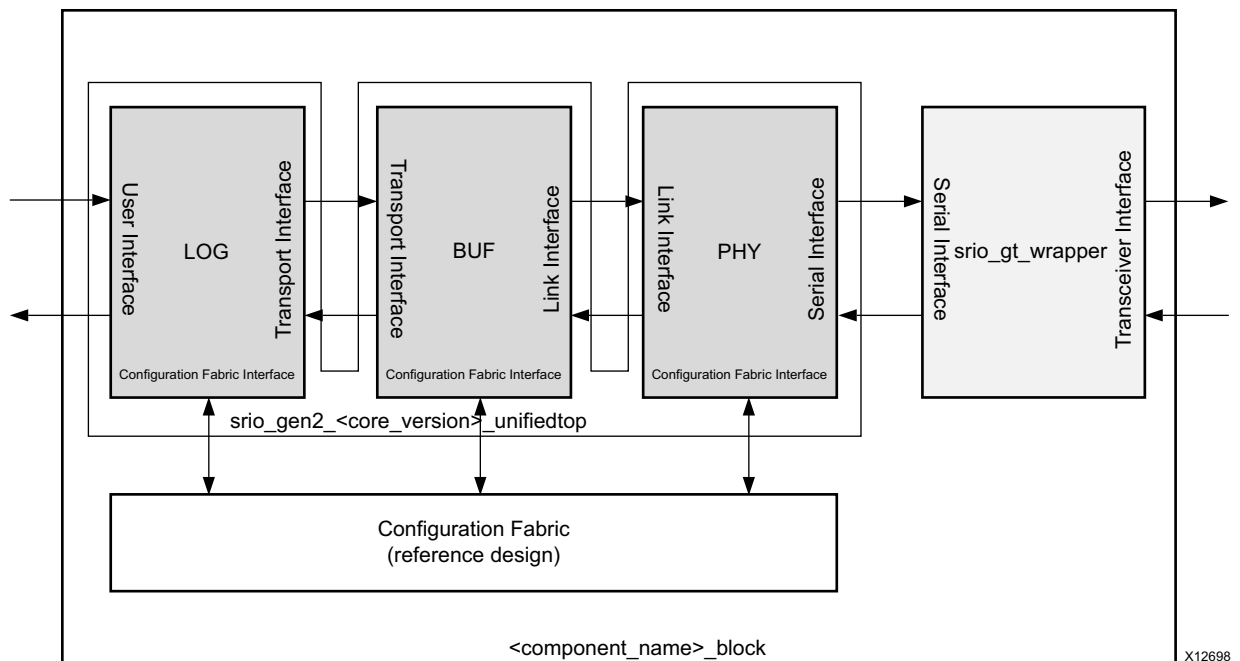 User Interface
LOG
Transport Interface
Configuration Fabric Interface
Transport Interface
BUF
Link Interface
Configuration Fabric Interface
Link Interface
PHY
Serial Interface
Configuration Fabric Interface
Serial Interface
srio_gt_wrapper
Transceiver Interface
srio_gen2_<core_version>_unifiedtop
Configuration Fabric
(reference design)
<component_name>_block
X12698